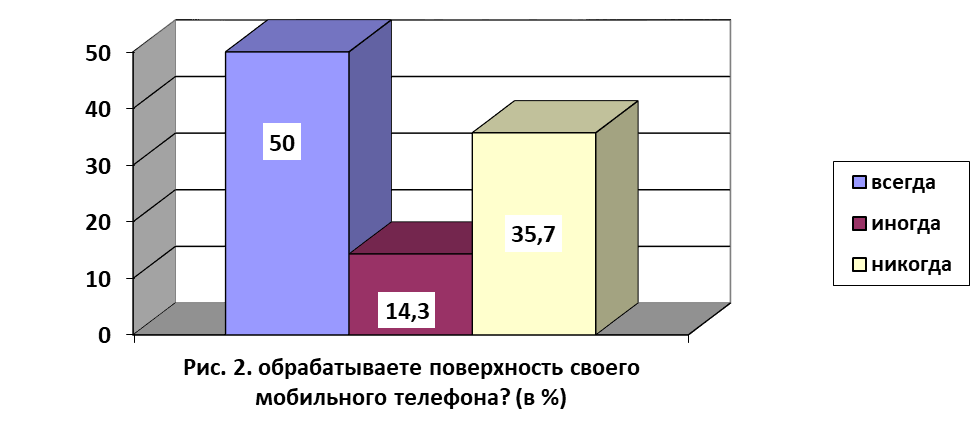 50
40
30
20
10
0
50
14,3
35,7
всегда
иногда
никогда
Рис. 2. обрабатываете поверхность своего
мобильного телефона? (в %)